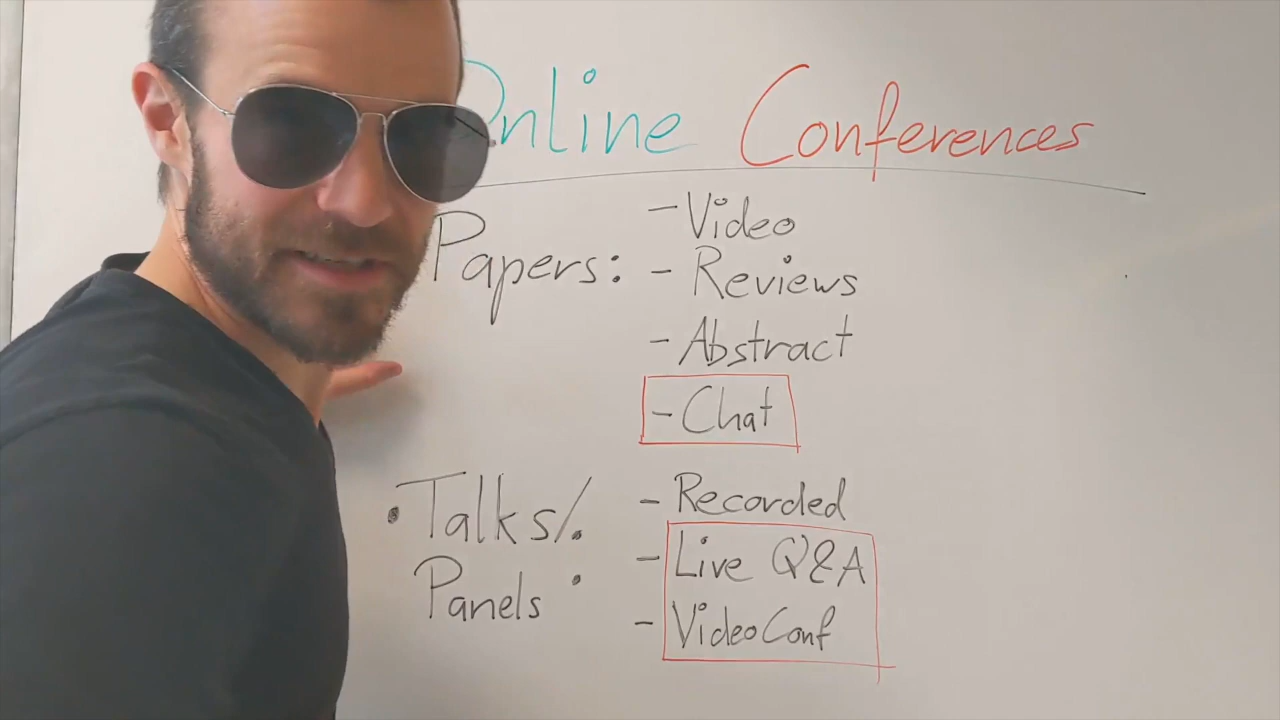 Online Conferences
Papers: - Video
- Reviews
- Abstract
- Chat
• Talks/. - Recorded
- Live Q&A
Panels : - VideoConf